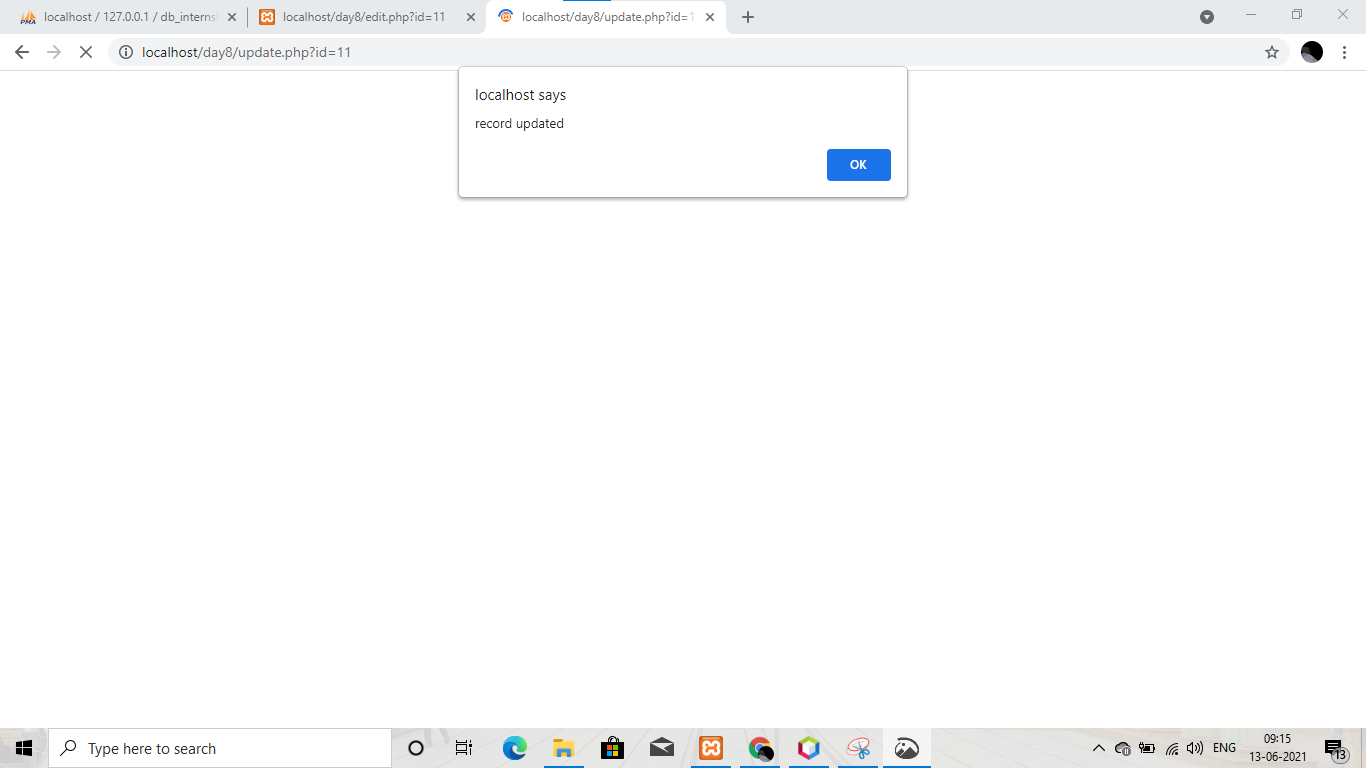 localhost / 127.0.0.1 / db_interns
localhost/day8/edit.php?id=11
localhost/day8/update.php?id=1
localhost/day8/update.php?id=11
localhost says
record updated
OK
Type here to search
ENG
09:15
13-06-2021
13
PMA